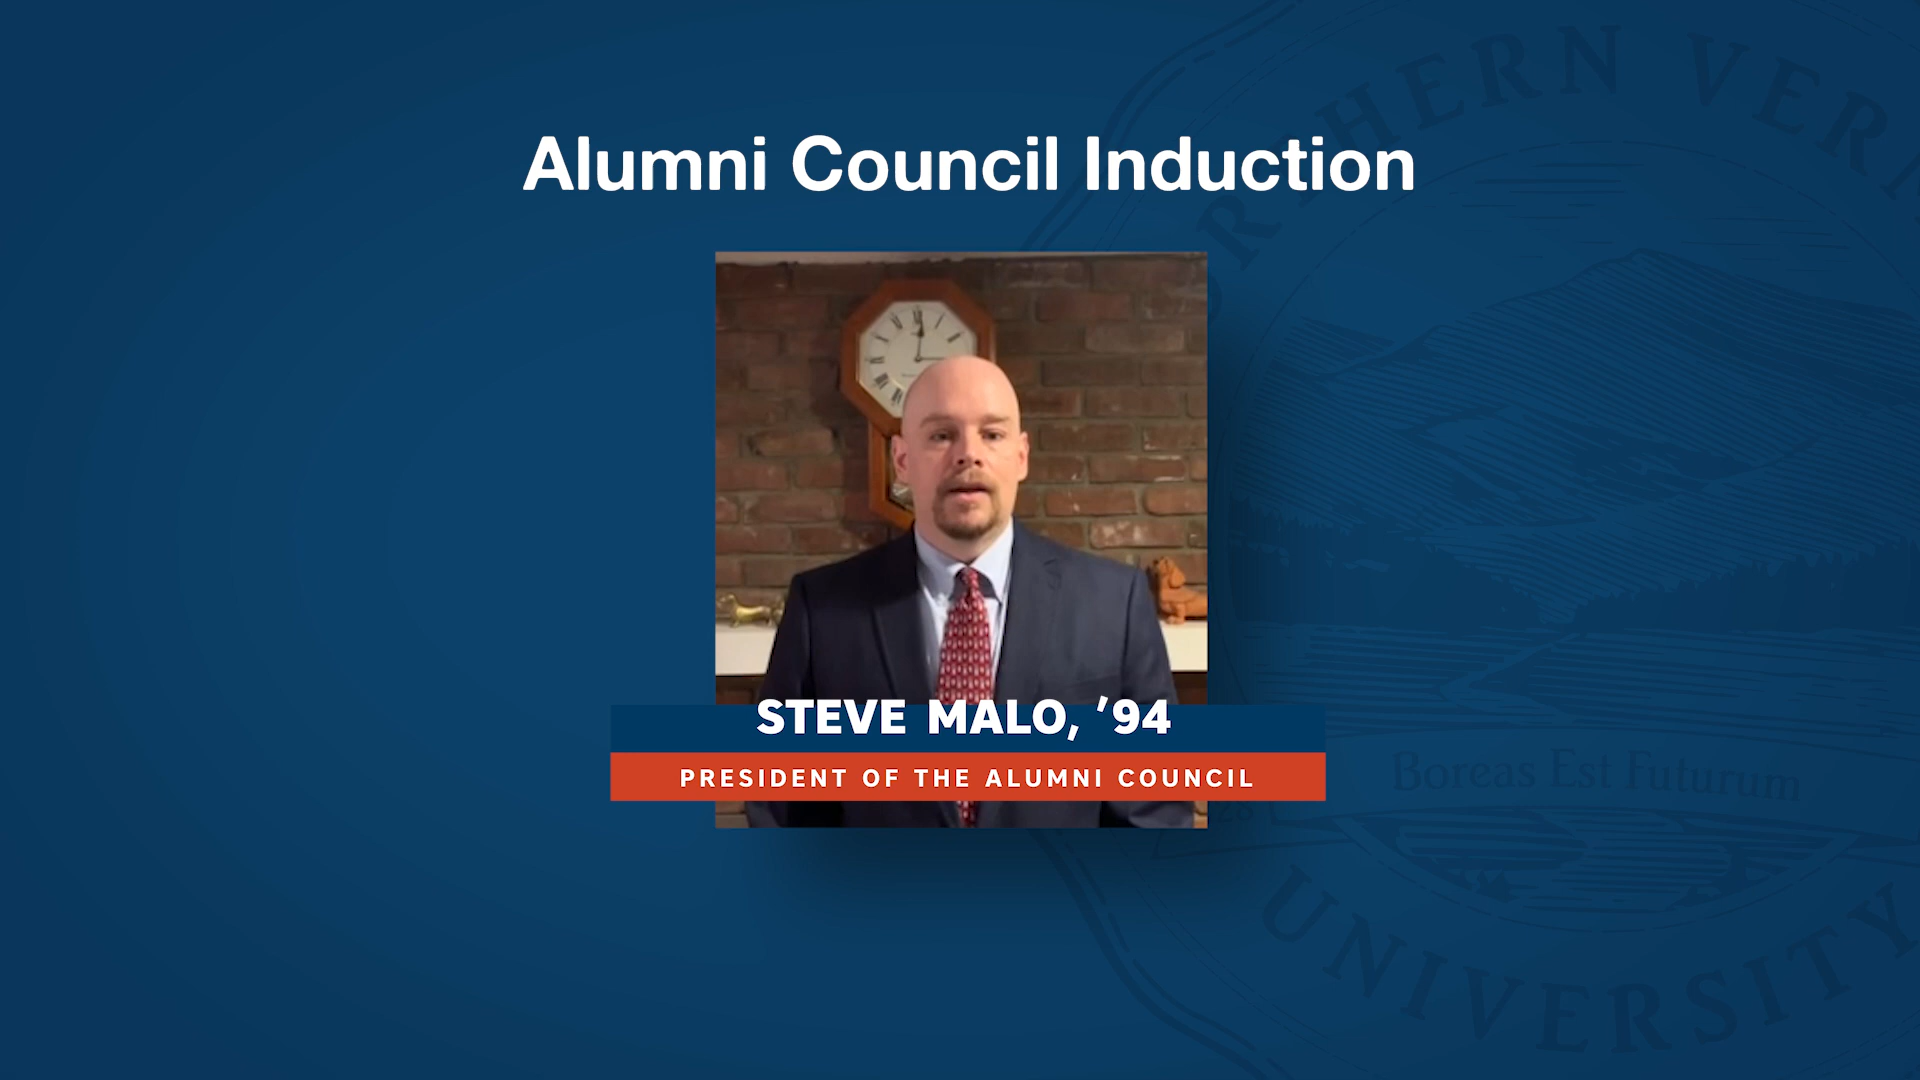 Alumni Council Induction
STEVE MALO, ’94
PRESIDENT OF THE ALUMNI COUNCIL
Boreas Est Futurum
UNIVERSITY